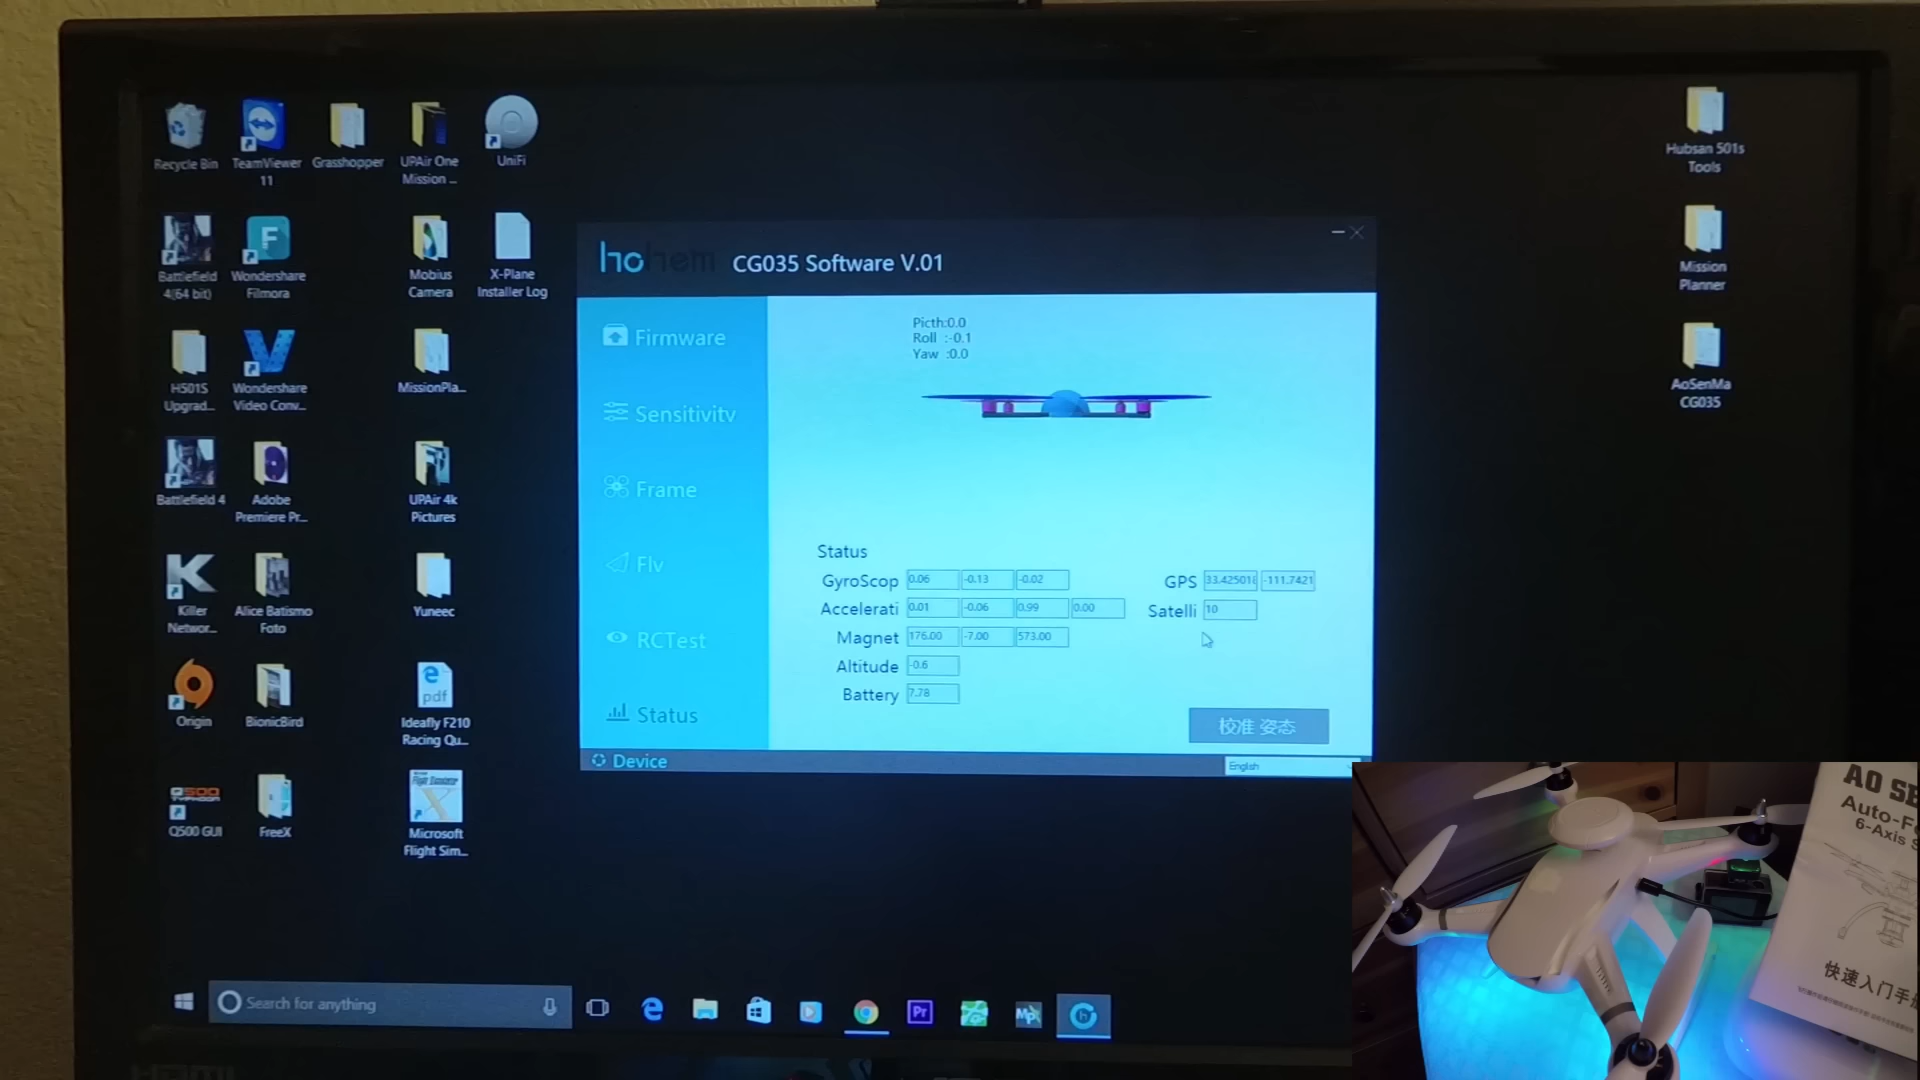 Recycle Bin
TeamViewer
11
Grasshopper
UPAir One
Mission ...
UniFi
Hubsan 501s
Tools
Battlefield
4(64 bit)
Wondershare
Filmora
Mobius
Camera
X-Plane
Installer Log
Mission
Planner
H501S
Upgrad...
Wondershare
Video Conv...
MissionPla...
AoSenMa
CG035
Battlefield 4
Adobe
Premiere Pr...
UPAir 4k
Pictures
Killer
Networ...
Alice Batismo
Foto
Yuneec
Origin
BionicBird
pdf
Ideafly F210
Racing Qu...
Q500
TYPHOON
Q500 GUI
FreeX
Microsoft
Flight Sim...
hohem CG035 Software V.01
Firmware
Sensitivity
Frame
Fly
RCTest
Status
Device
Picth:0.0
Roll :-0.1
Yaw :0.0
Status
GyroScop 0.06 -0.13 -0.02
Accelerati 0.01 -0.06 0.99 0.00
Magnet 176.00 -7.00 573.00
Altitude -0.6
Battery 7.78
GPS 33.425018 -111.7421
Satelli 10
校准 姿态
English
Search for anything
Pr
AO SE
Auto-F
6-Axis S
快速入门手